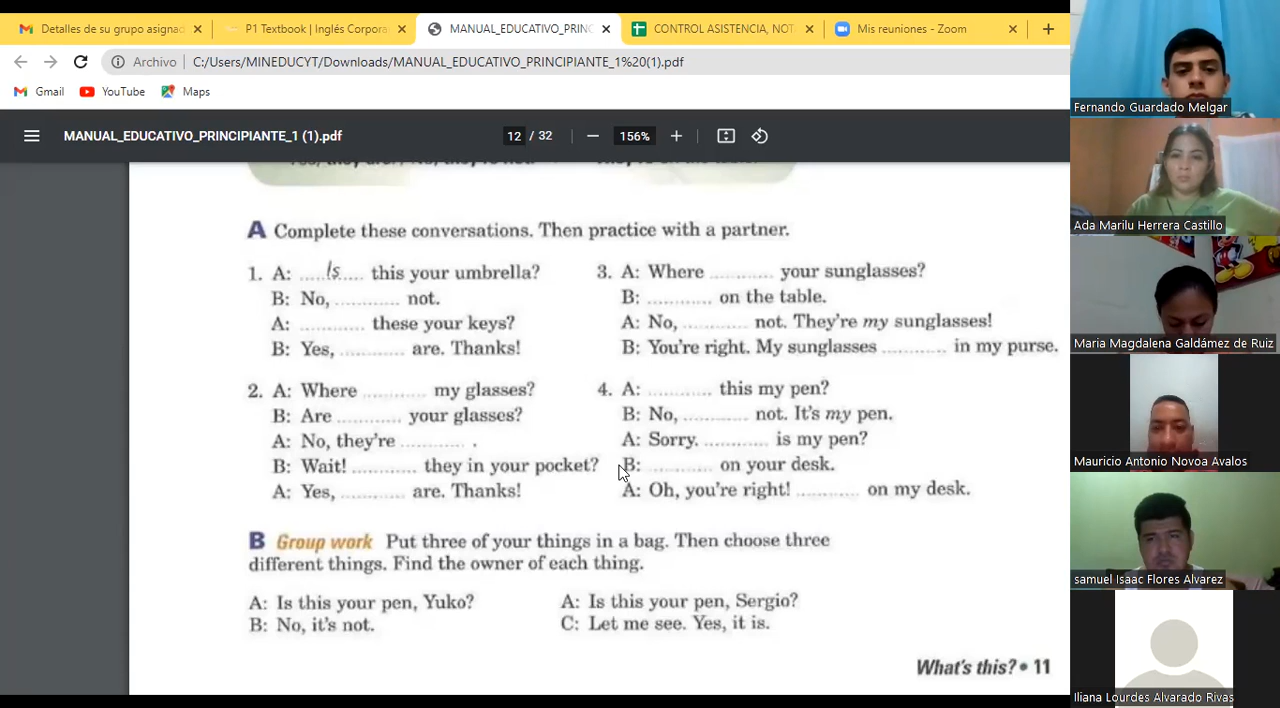 Detalles de su grupo asignad
P1 Textbook | Inglés Corpora
MANUAL_EDUCATIVO_PRINC
CONTROL ASISTENCIA, NOT
Mis reuniones - Zoom
Archivo C:/Users/MINEDUCYT/Downloads/MANUAL_EDUCATIVO_PRINCIPIANTE_1%20(1).pdf
Gmail YouTube Maps
MANUAL_EDUCATIVO_PRINCIPIANTE_1 (1).pdf 12 / 32 156%
A Complete these conversations. Then practice with a partner.
1. A: .....Is..... this your umbrella?
B: No, ............ not.
A: ............ these your keys?
B: Yes, ............ are. Thanks!
2. A: Where ............ my glasses?
B: Are ............ your glasses?
A: No, they're ............ .
B: Wait! ............ they in your pocket?
A: Yes, ............ are. Thanks!
3. A: Where ............ your sunglasses?
B: ............ on the table.
A: No, ............ not. They're my sunglasses!
B: You're right. My sunglasses ............ in my purse.
4. A: ............ this my pen?
B: No, ............ not. It's my pen.
A: Sorry. ............ is my pen?
B: ............ on your desk.
A: Oh, you're right! ............ on my desk.
B Group work Put three of your things in a bag. Then choose three
different things. Find the owner of each thing.
A: Is this your pen, Yuko?
B: No, it's not.
A: Is this your pen, Sergio?
C: Let me see. Yes, it is.
What's this? • 11
Fernando Guardado Melgar
Ada Marilu Herrera Castillo
Maria Magdalena Galdámez de Ruiz
Mauricio Antonio Novoa Avalos
samuel Isaac Flores Alvarez
Iliana Lourdes Alvarado Rivas